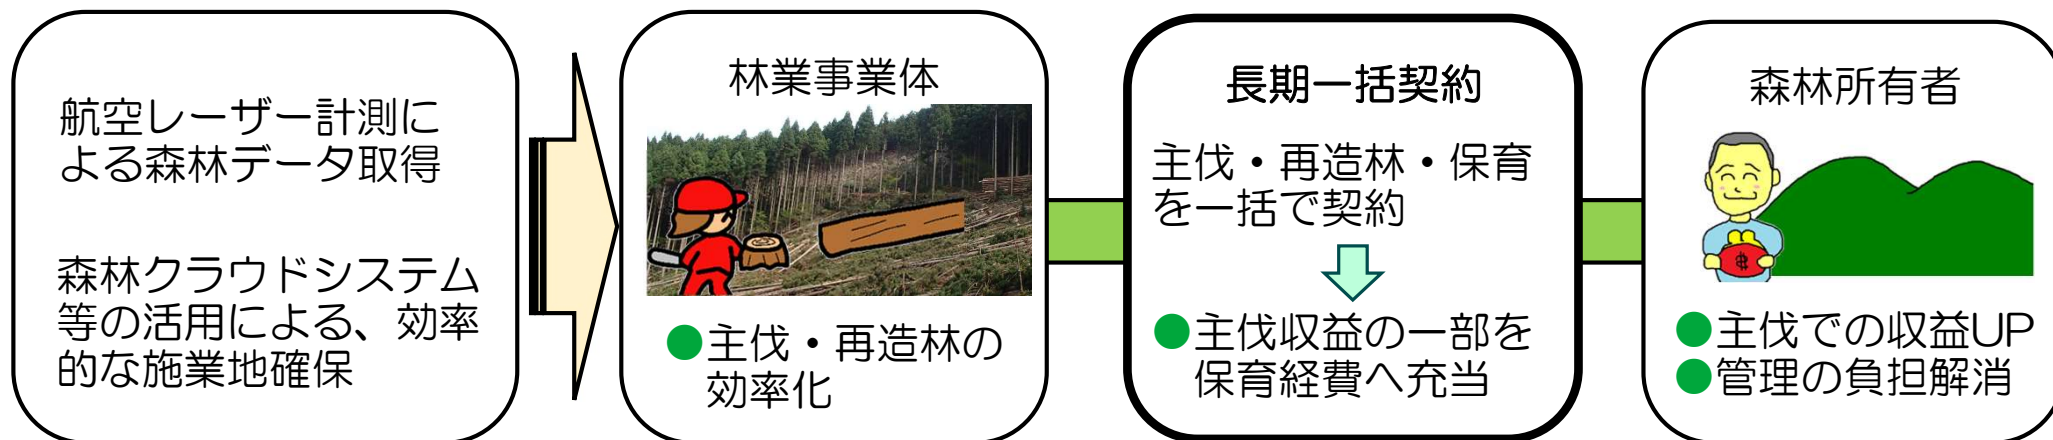 航空レーザー計測に
よる森林データ取得
森林クラウドシステム
等の活用による、効率
的な施業地確保
林業事業体
●主伐・再造林の
効率化
長期一括契約
主伐・再造林・保育
を一括で契約
●主伐収益の一部を
保育経費へ充当
森林所有者
●主伐での収益UP
●管理の負担解消